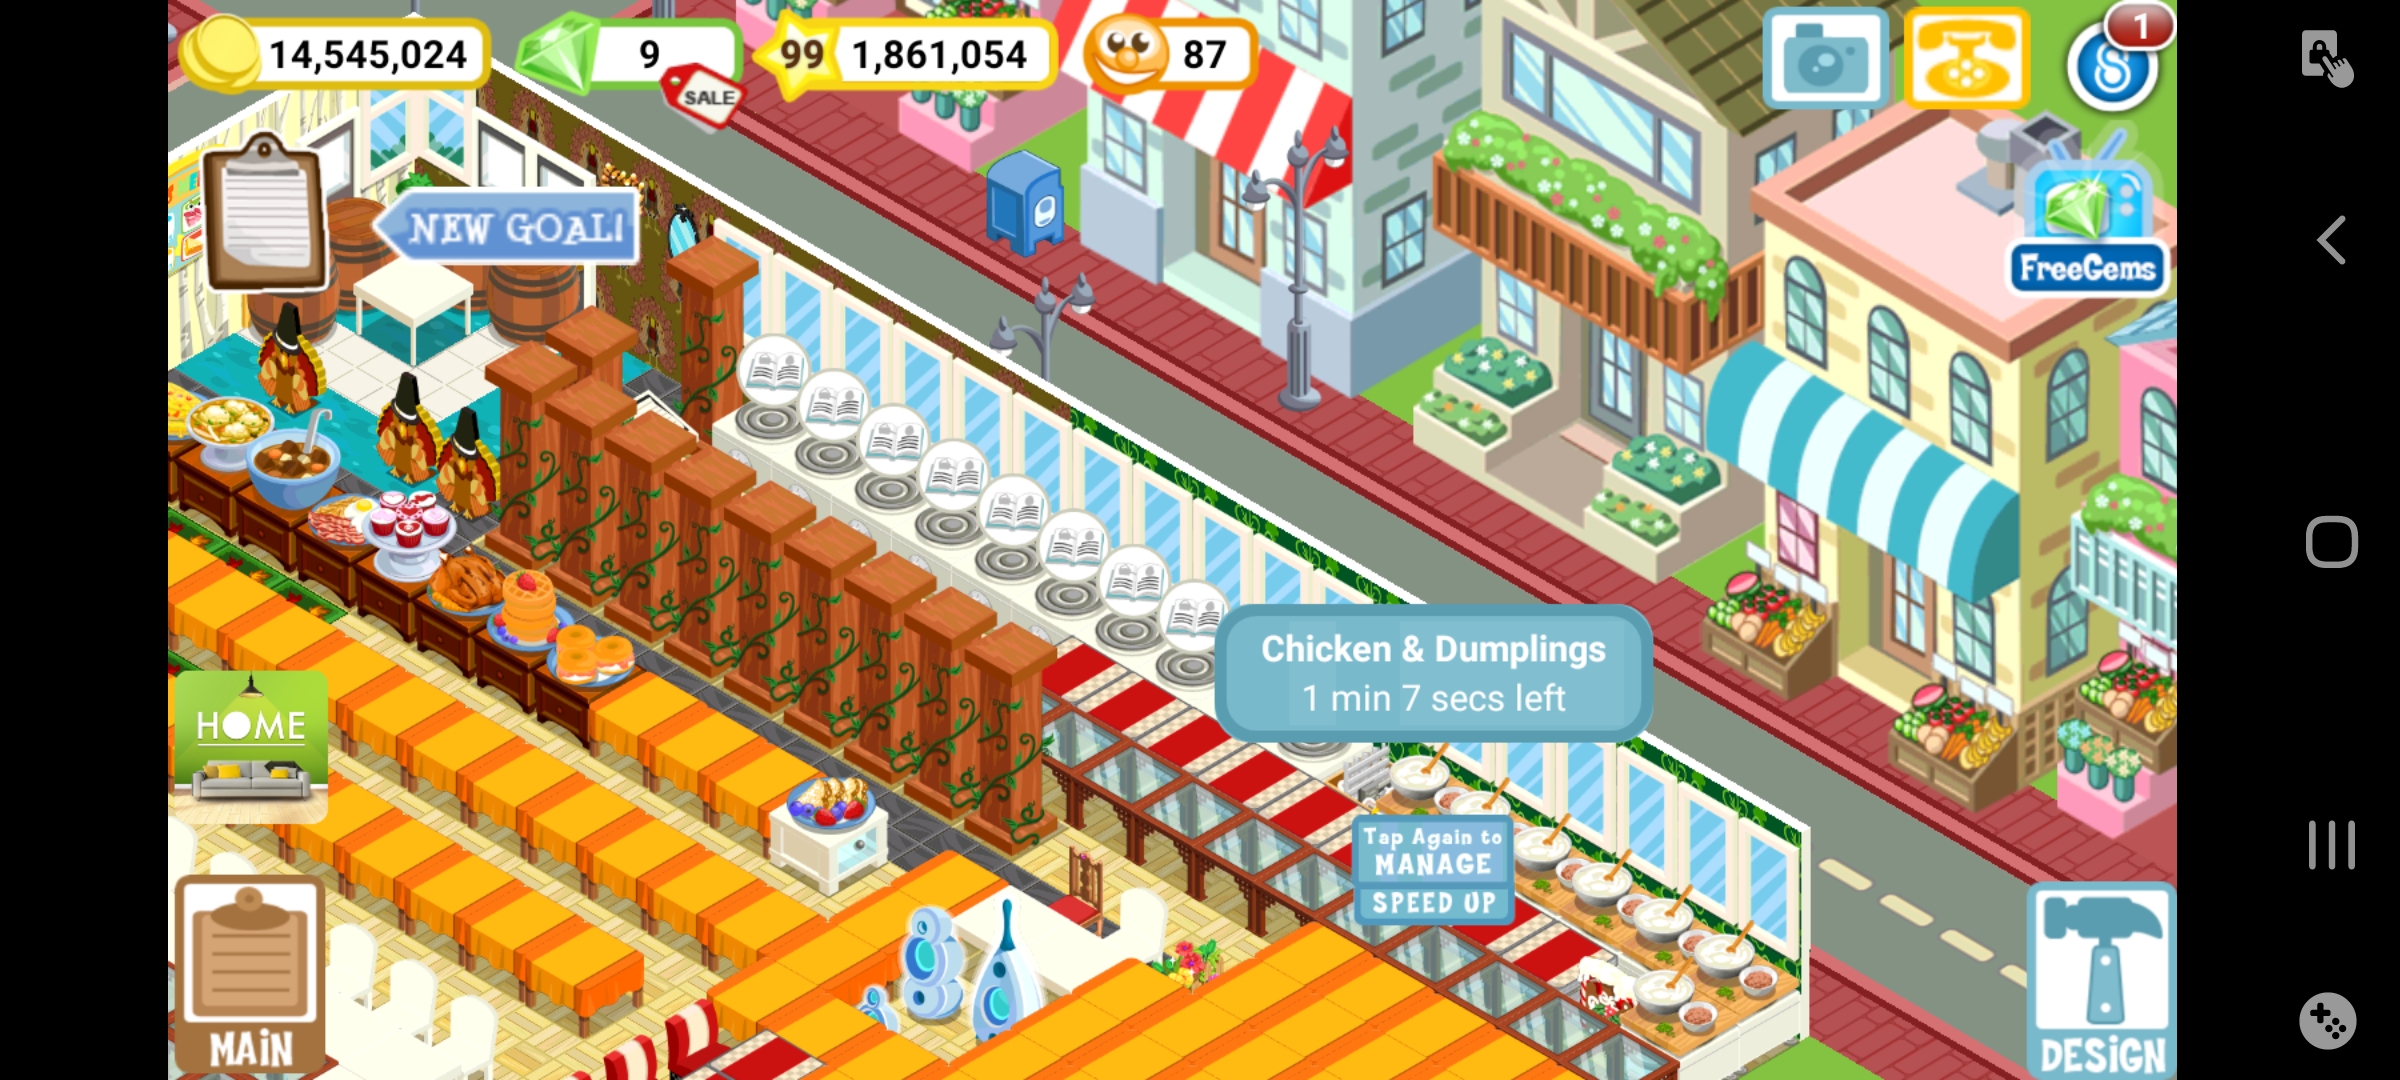 14,545,024
9
SALE
99 1,861,054
87
1
NEW GOAL!
FreeGems
Chicken & Dumplings
1 min 7 secs left
HOME
Tap Again to
MANAGE
SPEED UP
MAIN
DESIGN